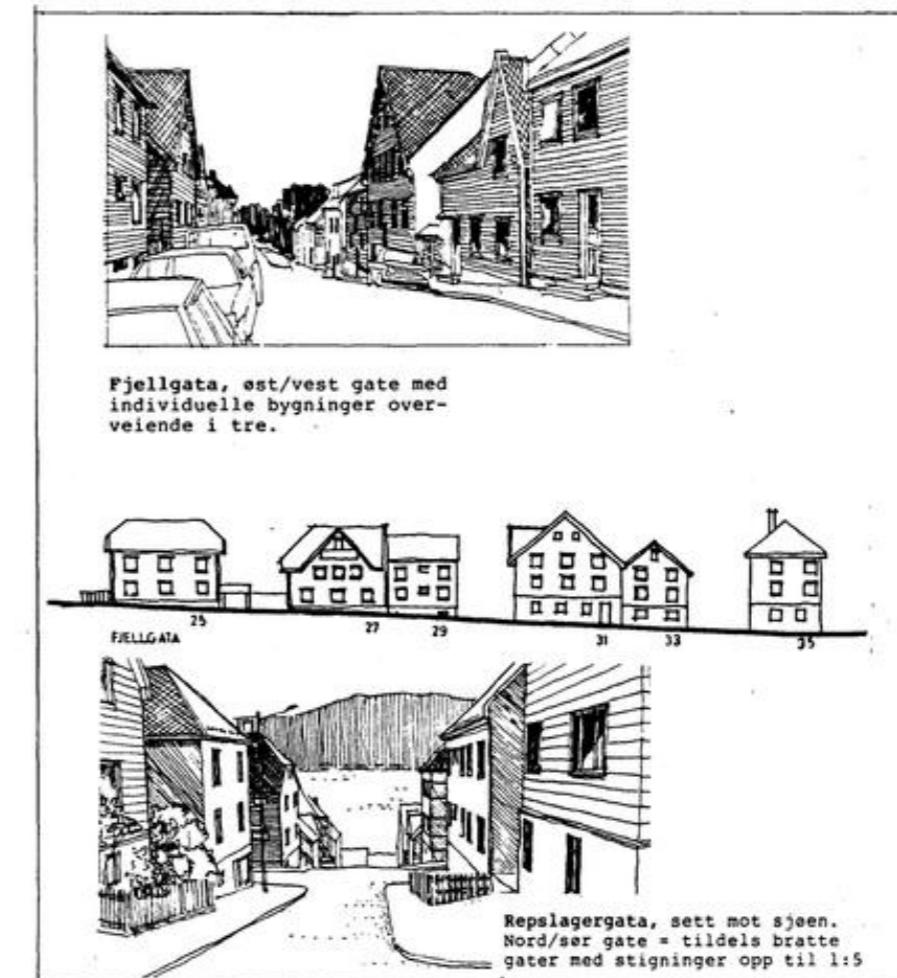 Fjellgata, øst/vest gate med
individuelle bygninger over-
veiende i tre.
25
27
29
31
33
35
FJELLGATA
Repslagergata, sett mot sjøen.
Nord/sør gate = tildels bratte
gater med stigninger opp til 1:5